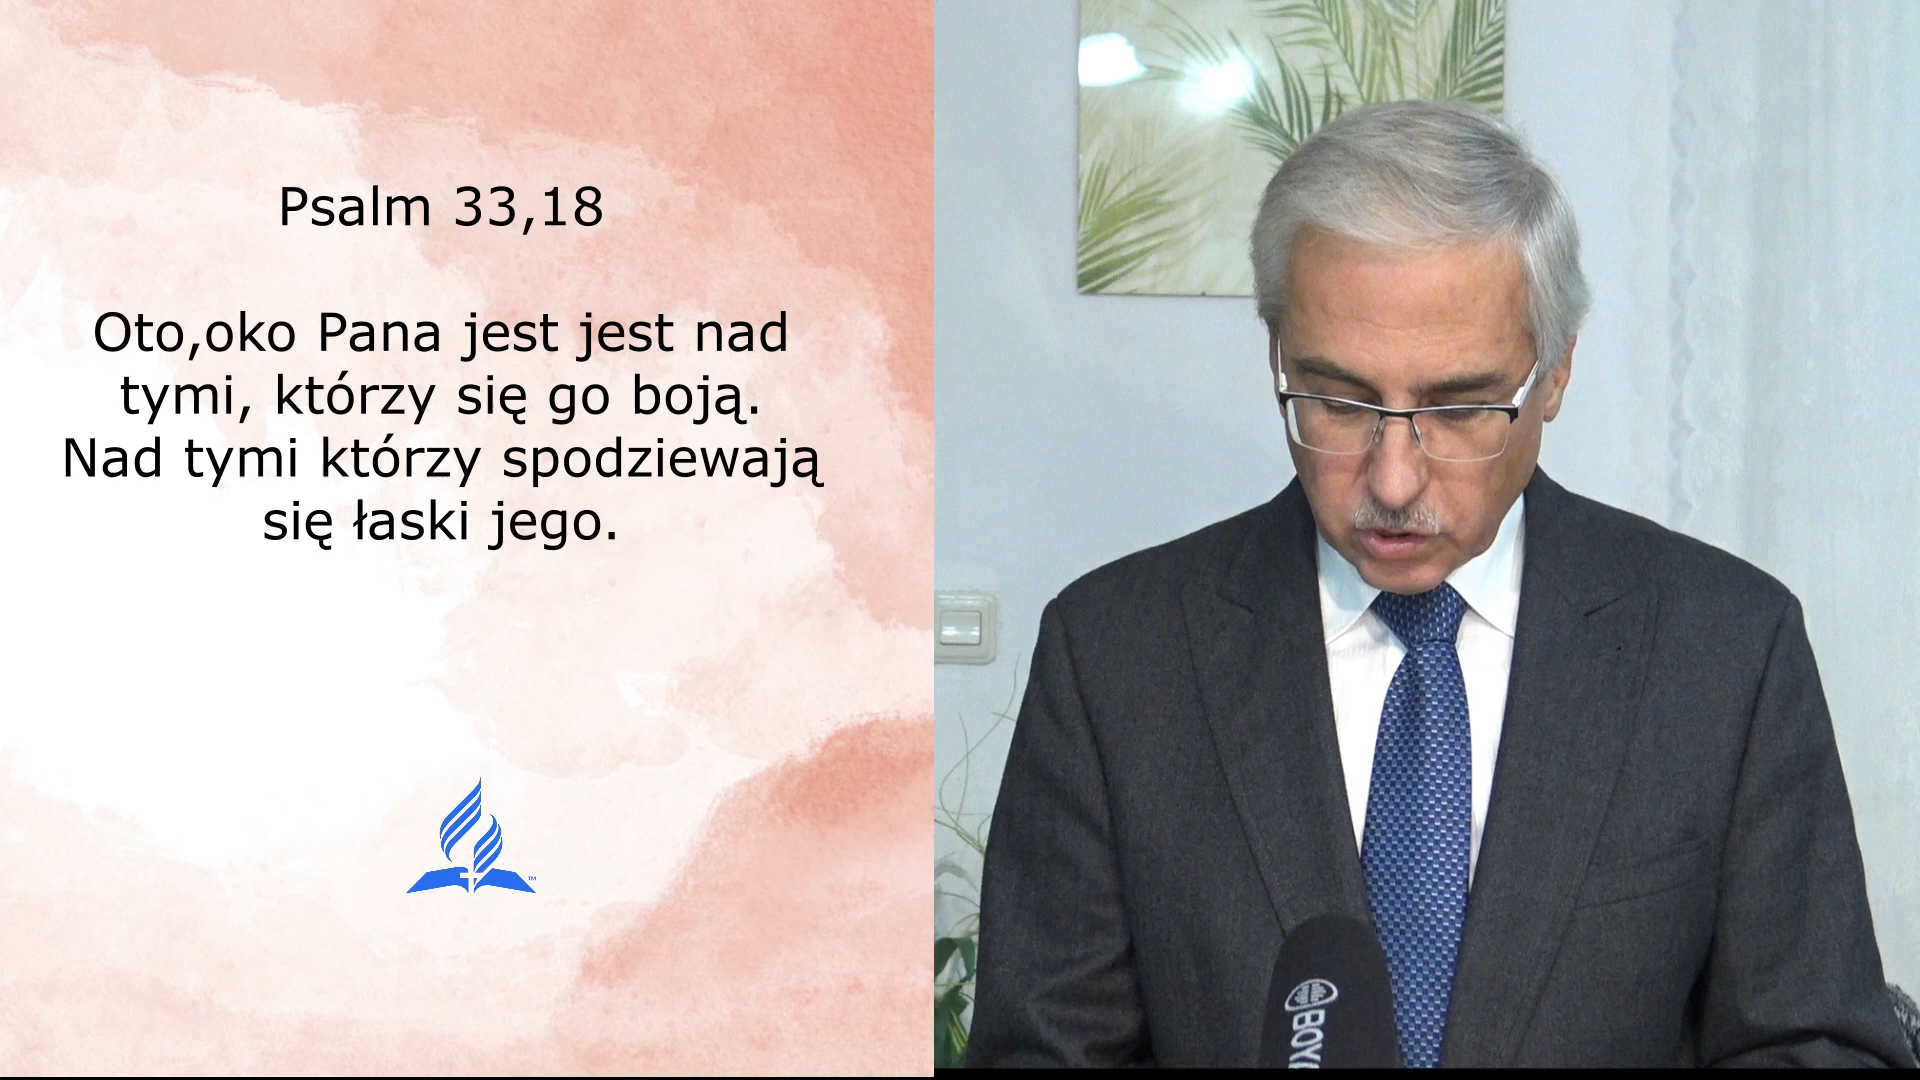 Psalm 33,18
Oto,oko Pana jest jest nad
tymi, którzy się go boją.
Nad tymi którzy spodziewają
się łaski jego.
TM
BOY